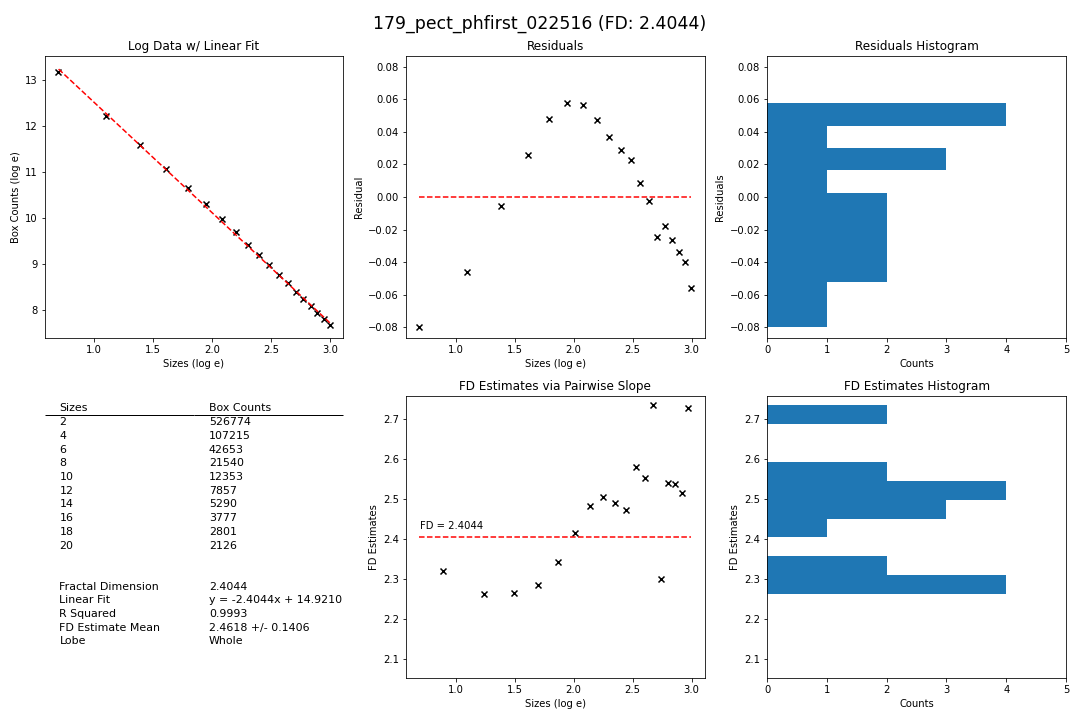 179_pect_phfirst_022516 (FD: 2.4044)
Log Data w/ Linear Fit
13
12
11
10
9
8
Box Counts (log e)
1.0 1.5 2.0 2.5 3.0
Sizes (log e)
Residuals
0.08
0.06
0.04
0.02
0.00
−0.02
−0.04
−0.06
−0.08
Residual
1.0 1.5 2.0 2.5 3.0
Sizes (log e)
Residuals Histogram
0.08
0.06
0.04
0.02
0.00
−0.02
−0.04
−0.06
−0.08
Residuals
0 1 2 3 4 5
Counts
Sizes Box Counts
2 526774
4 107215
6 42653
8 21540
10 12353
12 7857
14 5290
16 3777
18 2801
20 2126
Fractal Dimension 2.4044
Linear Fit y = -2.4044x + 14.9210
R Squared 0.9993
FD Estimate Mean 2.4618 +/- 0.1406
Lobe Whole
FD Estimates via Pairwise Slope
2.7
2.6
2.5
2.4
2.3
2.2
2.1
FD Estimates
FD = 2.4044
1.0 1.5 2.0 2.5 3.0
Sizes (log e)
FD Estimates Histogram
2.7
2.6
2.5
2.4
2.3
2.2
2.1
FD Estimates
0 1 2 3 4 5
Counts